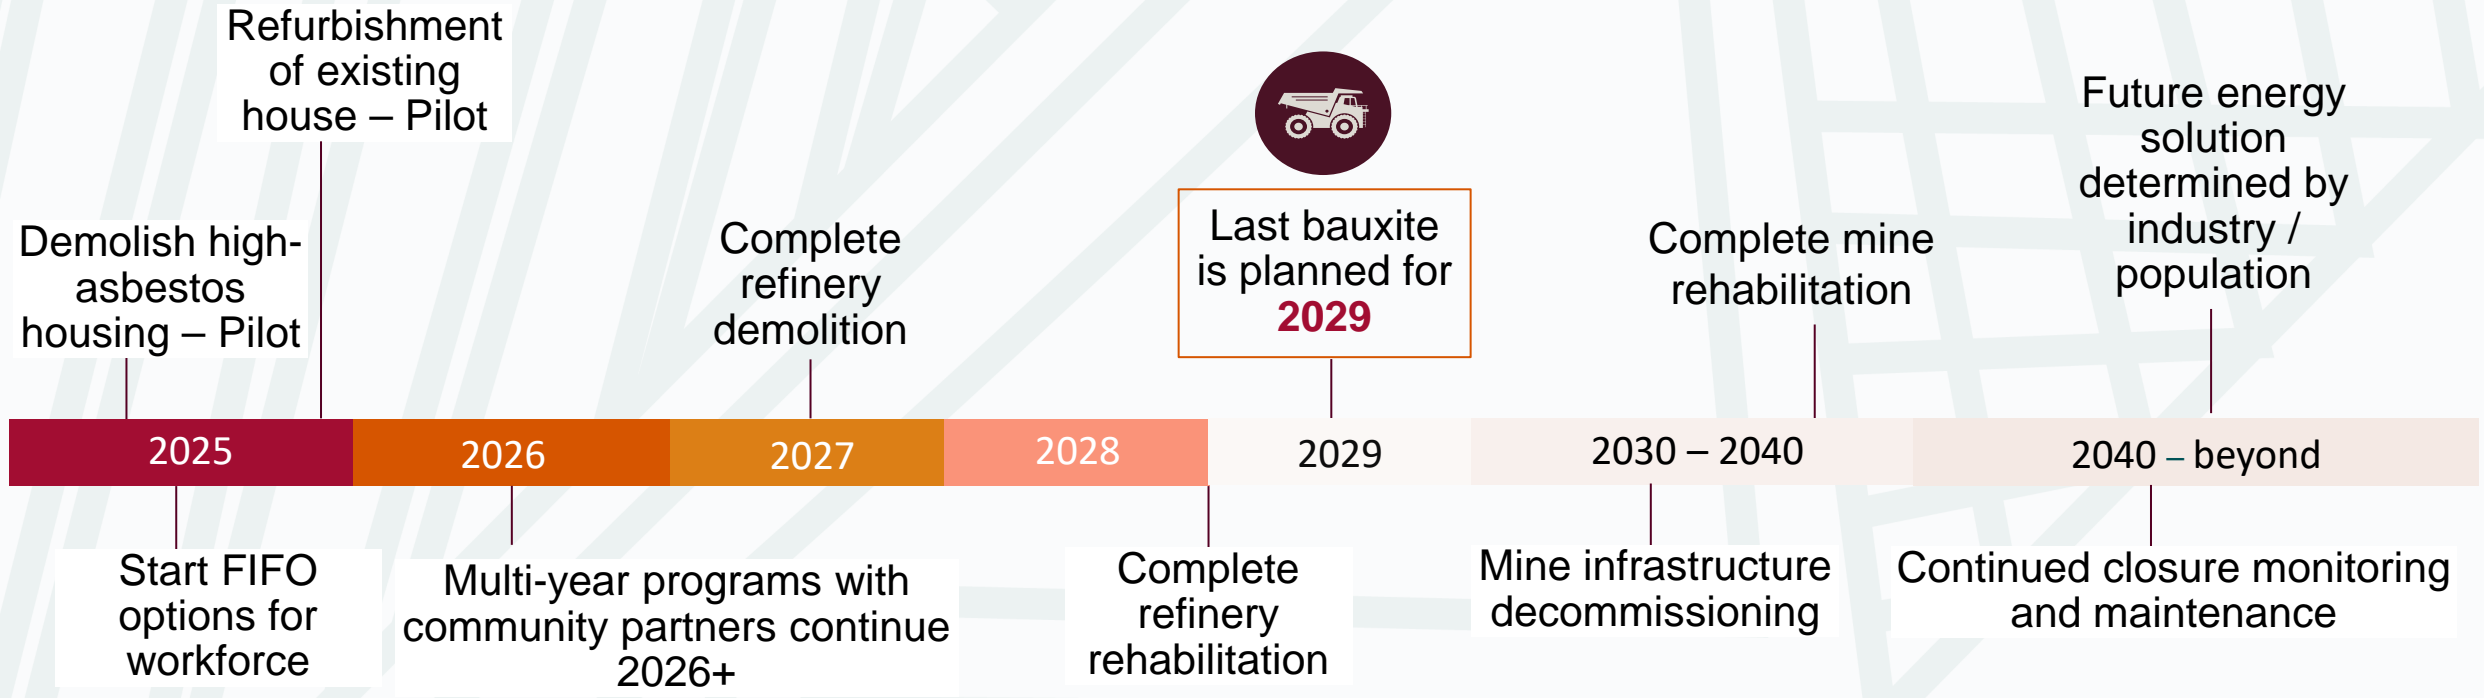 Refurbishment
of existing
house – Pilot
Demolish high-
asbestos
housing – Pilot
Complete
refinery
demolition
Last bauxite
is planned for
2029
Complete mine
rehabilitation
Future energy
solution
determined by
industry /
population
2025
2026
2027
2028
2029
2030 – 2040
2040 – beyond
Start FIFO
options for
workforce
Multi-year programs with
community partners continue
2026+
Complete
refinery
rehabilitation
Mine infrastructure
decommissioning
Continued closure monitoring
and maintenance